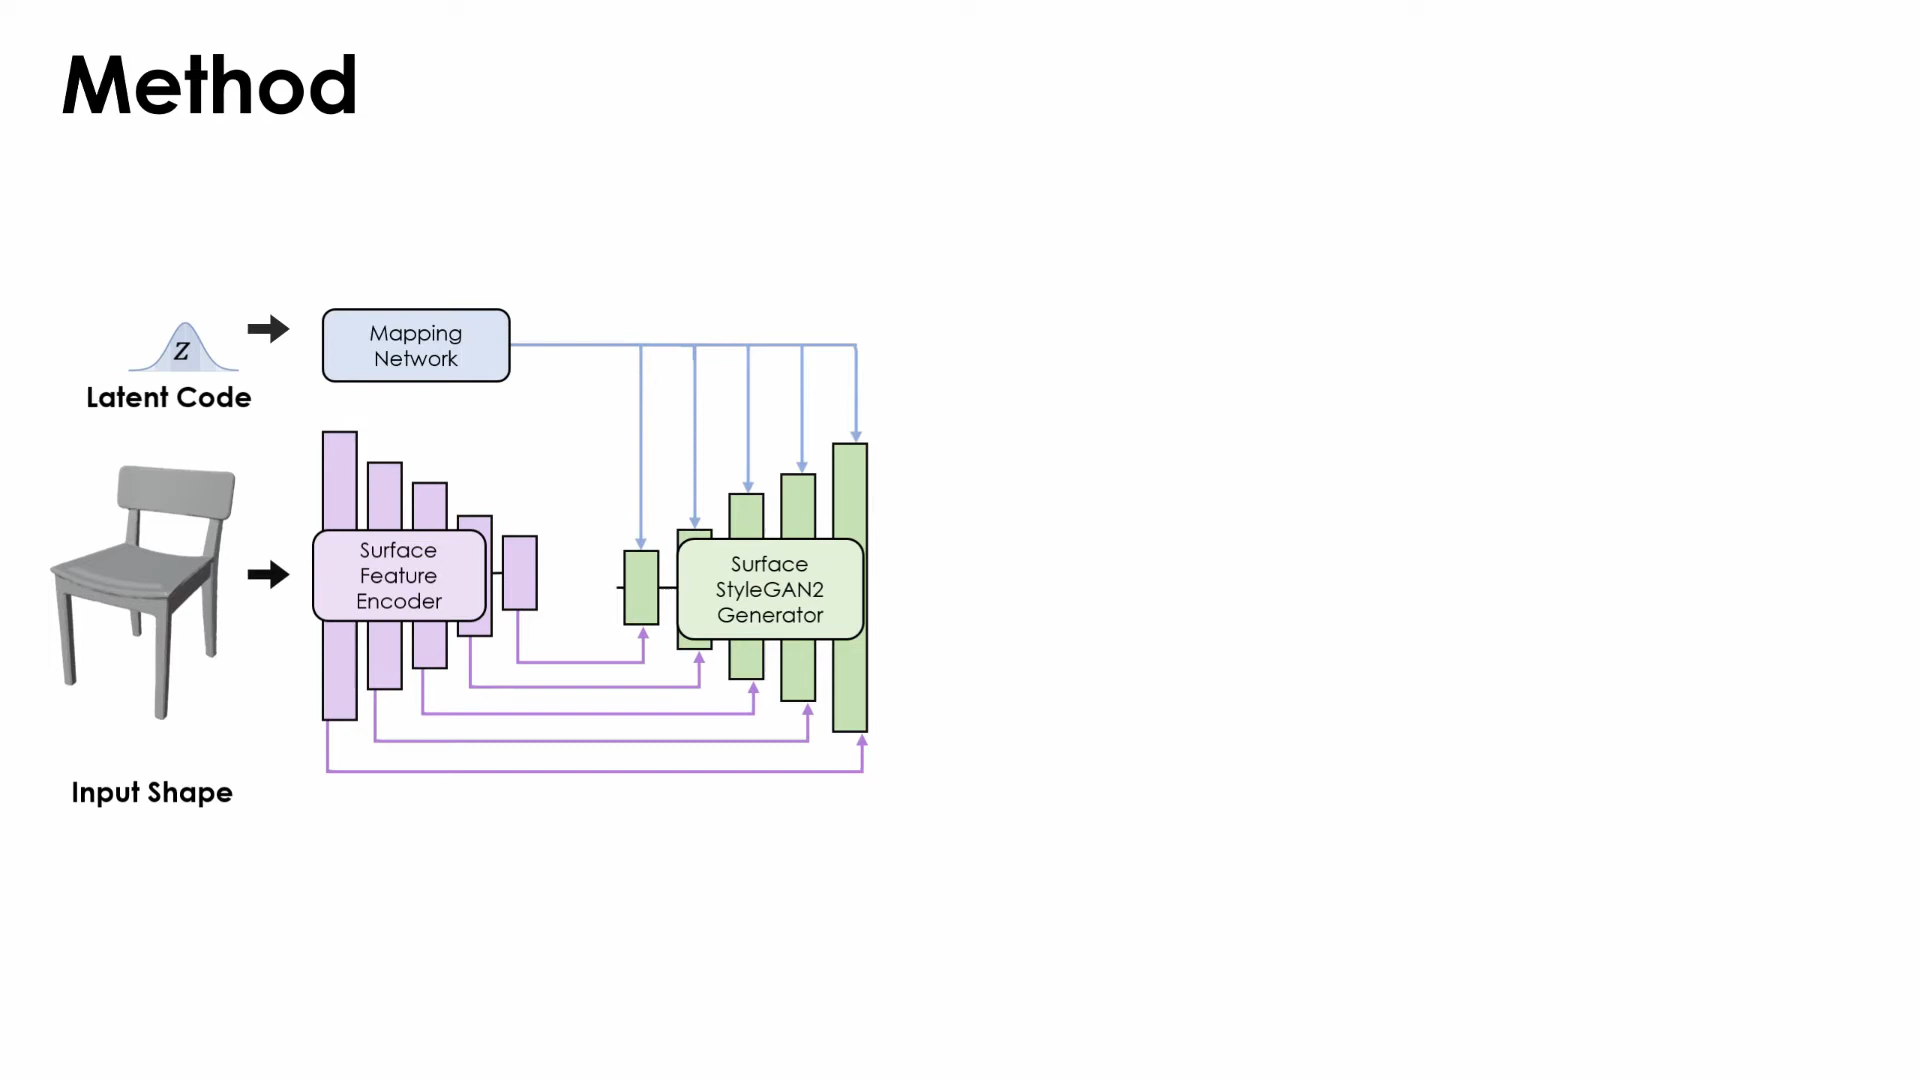 Method
z
Latent Code
Mapping
Network
Surface
Feature
Encoder
Surface
StyleGAN2
Generator
Input Shape